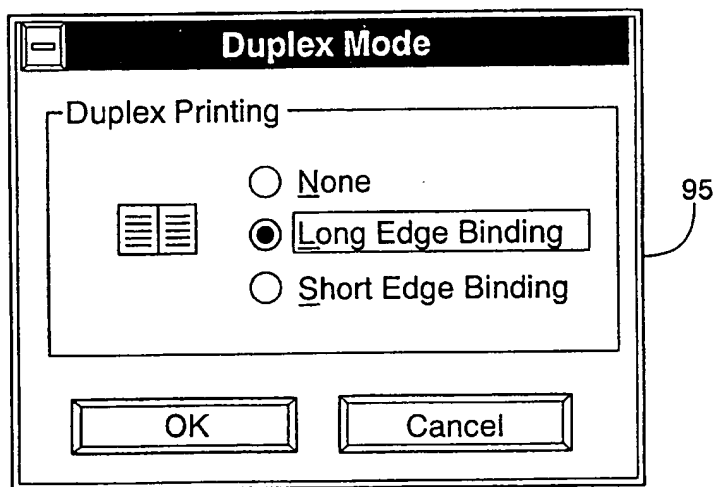 Duplex Mode
Duplex Printing
None
Long Edge Binding
Short Edge Binding
95
OK
Cancel